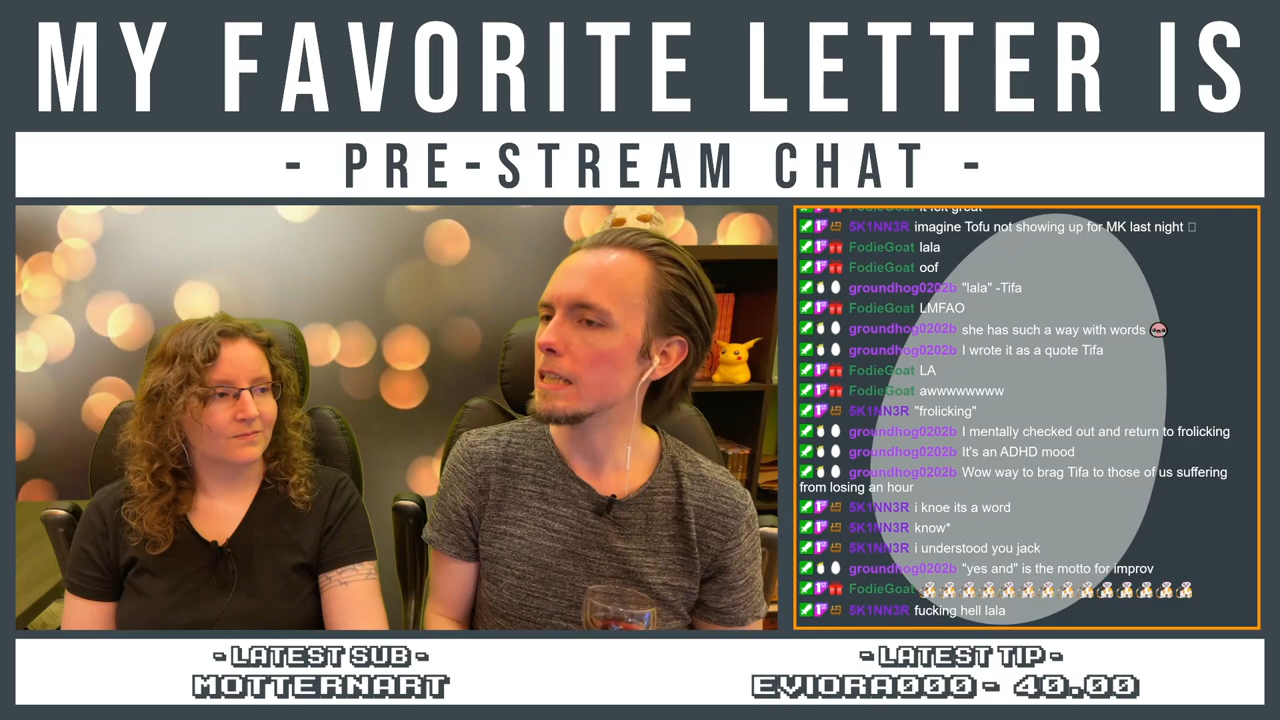 MY FAVORITE LETTER IS
- PRE-STREAM CHAT -
FodieGoat it felt great
5K1NN3R imagine Tofu not showing up for MK last night
FodieGoat lala
FodieGoat oof
groundhog0202b "lala" -Tifa
FodieGoat LMFAO
groundhog0202b she has such a way with words
groundhog0202b I wrote it as a quote Tifa
FodieGoat LA
FodieGoat awwwwwwww
5K1NN3R "frolicking"
groundhog0202b I mentally checked out and return to frolicking
groundhog0202b It's an ADHD mood
groundhog0202b Wow way to brag Tifa to those of us suffering
from losing an hour
5K1NN3R i knoe its a word
5K1NN3R know*
5K1NN3R i understood you jack
groundhog0202b "yes and" is the motto for improv
FodieGoat
5K1NN3R fucking hell lala
- LATEST SUB -
MOTTERNART
- LATEST TIP -
EVIORA000 - 40.00